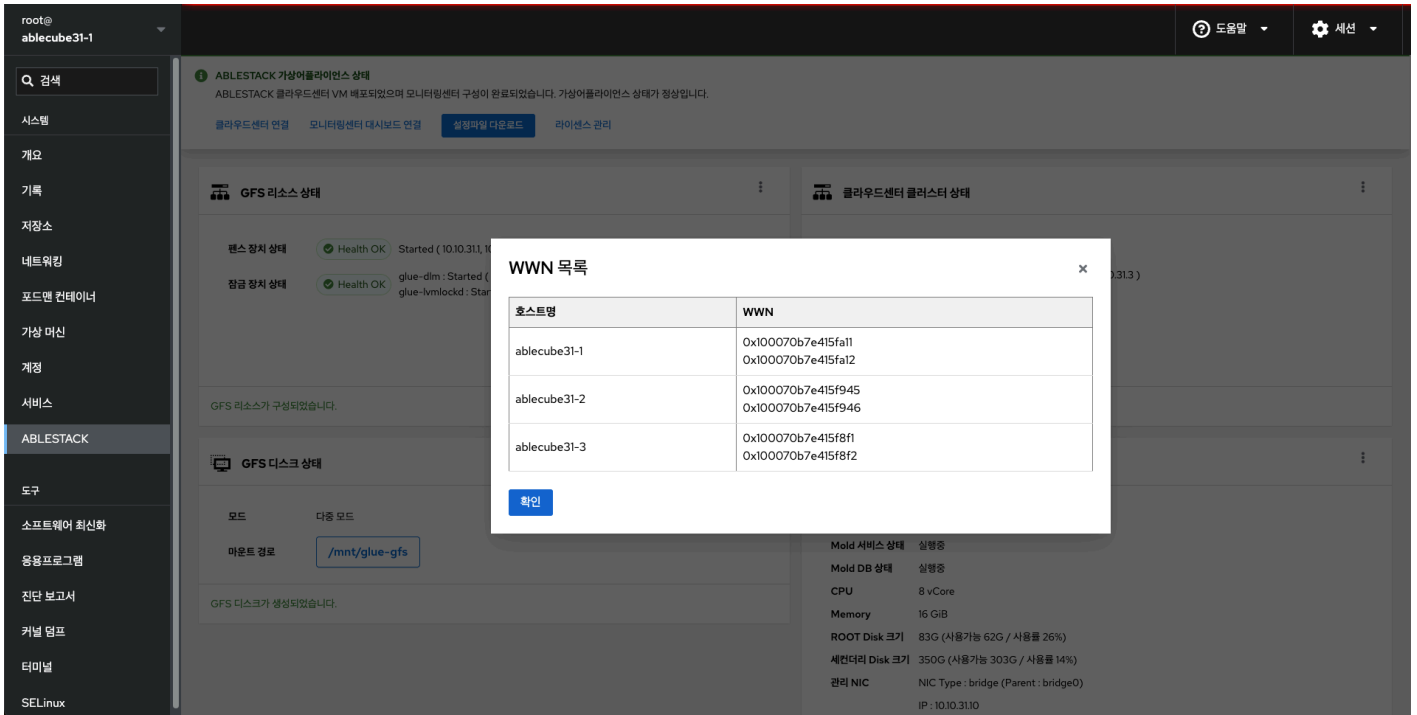 root@
ablecube31-1
도움말
세션
검색
시스템
개요
기록
저장소
네트워킹
포드맨 컨테이너
가상 머신
계정
서비스
ABLESTACK
도구
소프트웨어 최신화
응용프로그램
진단 보고서
커널 덤프
터미널
SELinux
ABLESTACK 가상어플라이언스 상태
ABLESTACK 클라우드센터 VM 배포되었으며 모니터링센터 구성이 완료되었습니다. 가상어플라이언스 상태가 정상입니다.
클라우드센터 연결 모니터링센터 대시보드 연결 설정파일 다운로드 라이센스 관리
GFS 리소스 상태
펜스 장치 상태 Health OK Started ( 10.10.31.1, 10
잠금 장치 상태 Health OK glue-dlm : Started (
glue-lvmlockd : Star
GFS 리소스가 구성되었습니다.
클라우드센터 클러스터 상태
0.31.3 )
GFS 디스크 상태
모드 다중 모드
마운트 경로 /mnt/glue-gfs
GFS 디스크가 생성되었습니다.
WWN 목록
호스트명 WWN
ablecube31-1 0x100070b7e415fa11
0x100070b7e415fa12
ablecube31-2 0x100070b7e415f945
0x100070b7e415f946
ablecube31-3 0x100070b7e415f8f1
0x100070b7e415f8f2
확인
Mold 서비스 상태 실행중
Mold DB 상태 실행중
CPU 8 vCore
Memory 16 GiB
ROOT Disk 크기 83G (사용가능 62G / 사용률 26%)
세컨더리 Disk 크기 350G (사용가능 303G / 사용률 14%)
관리 NIC NIC Type : bridge (Parent : bridge0)
IP : 10.10.31.10